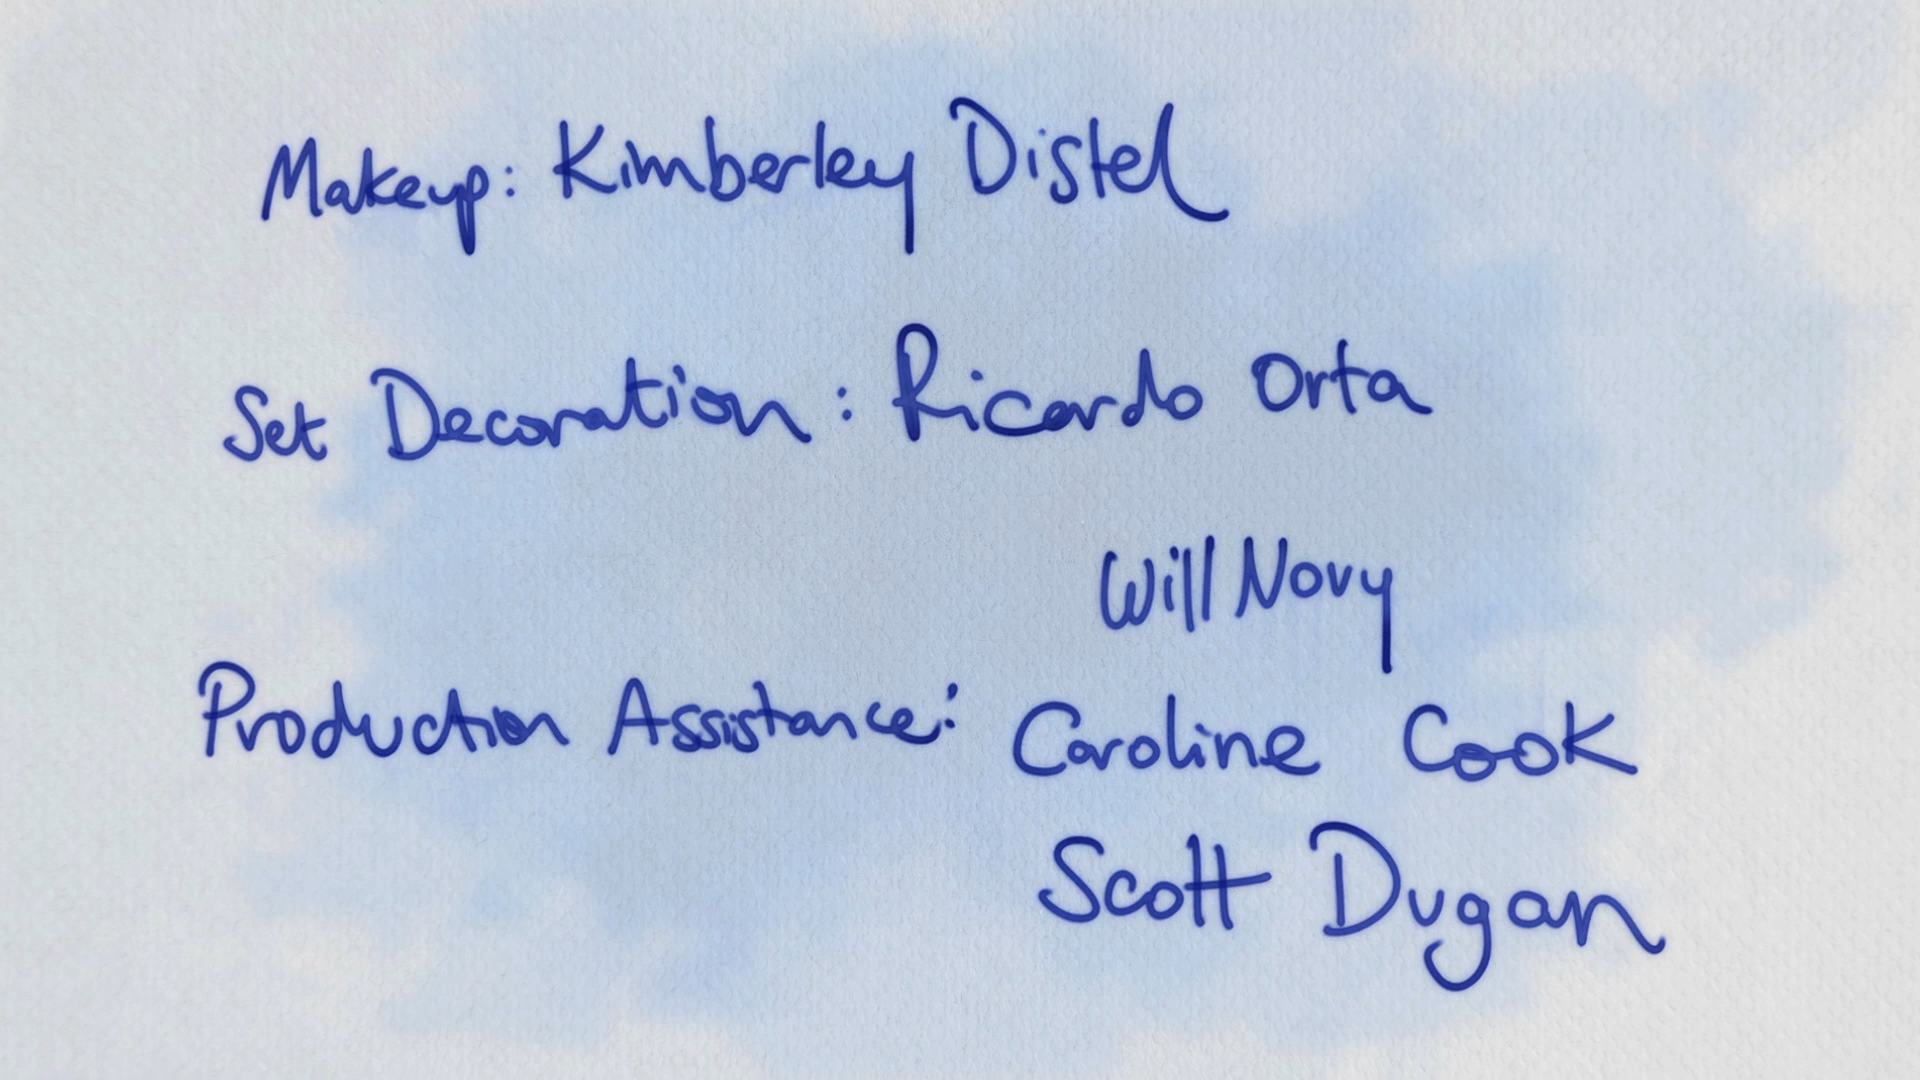 Makeup: Kimberley Distel
Set Decoration: Ricardo Orta
Will Novy
Production Assistance: Caroline Cook
Scott Dugan